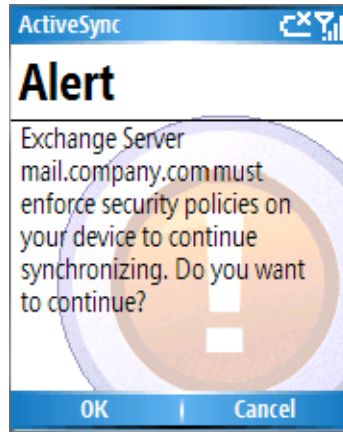 ActiveSync
Alert
Exchange Server
mail.company.commust
enforce security policies on
your device to continue
synchronizing. Do you want
to continue?
OK Cancel